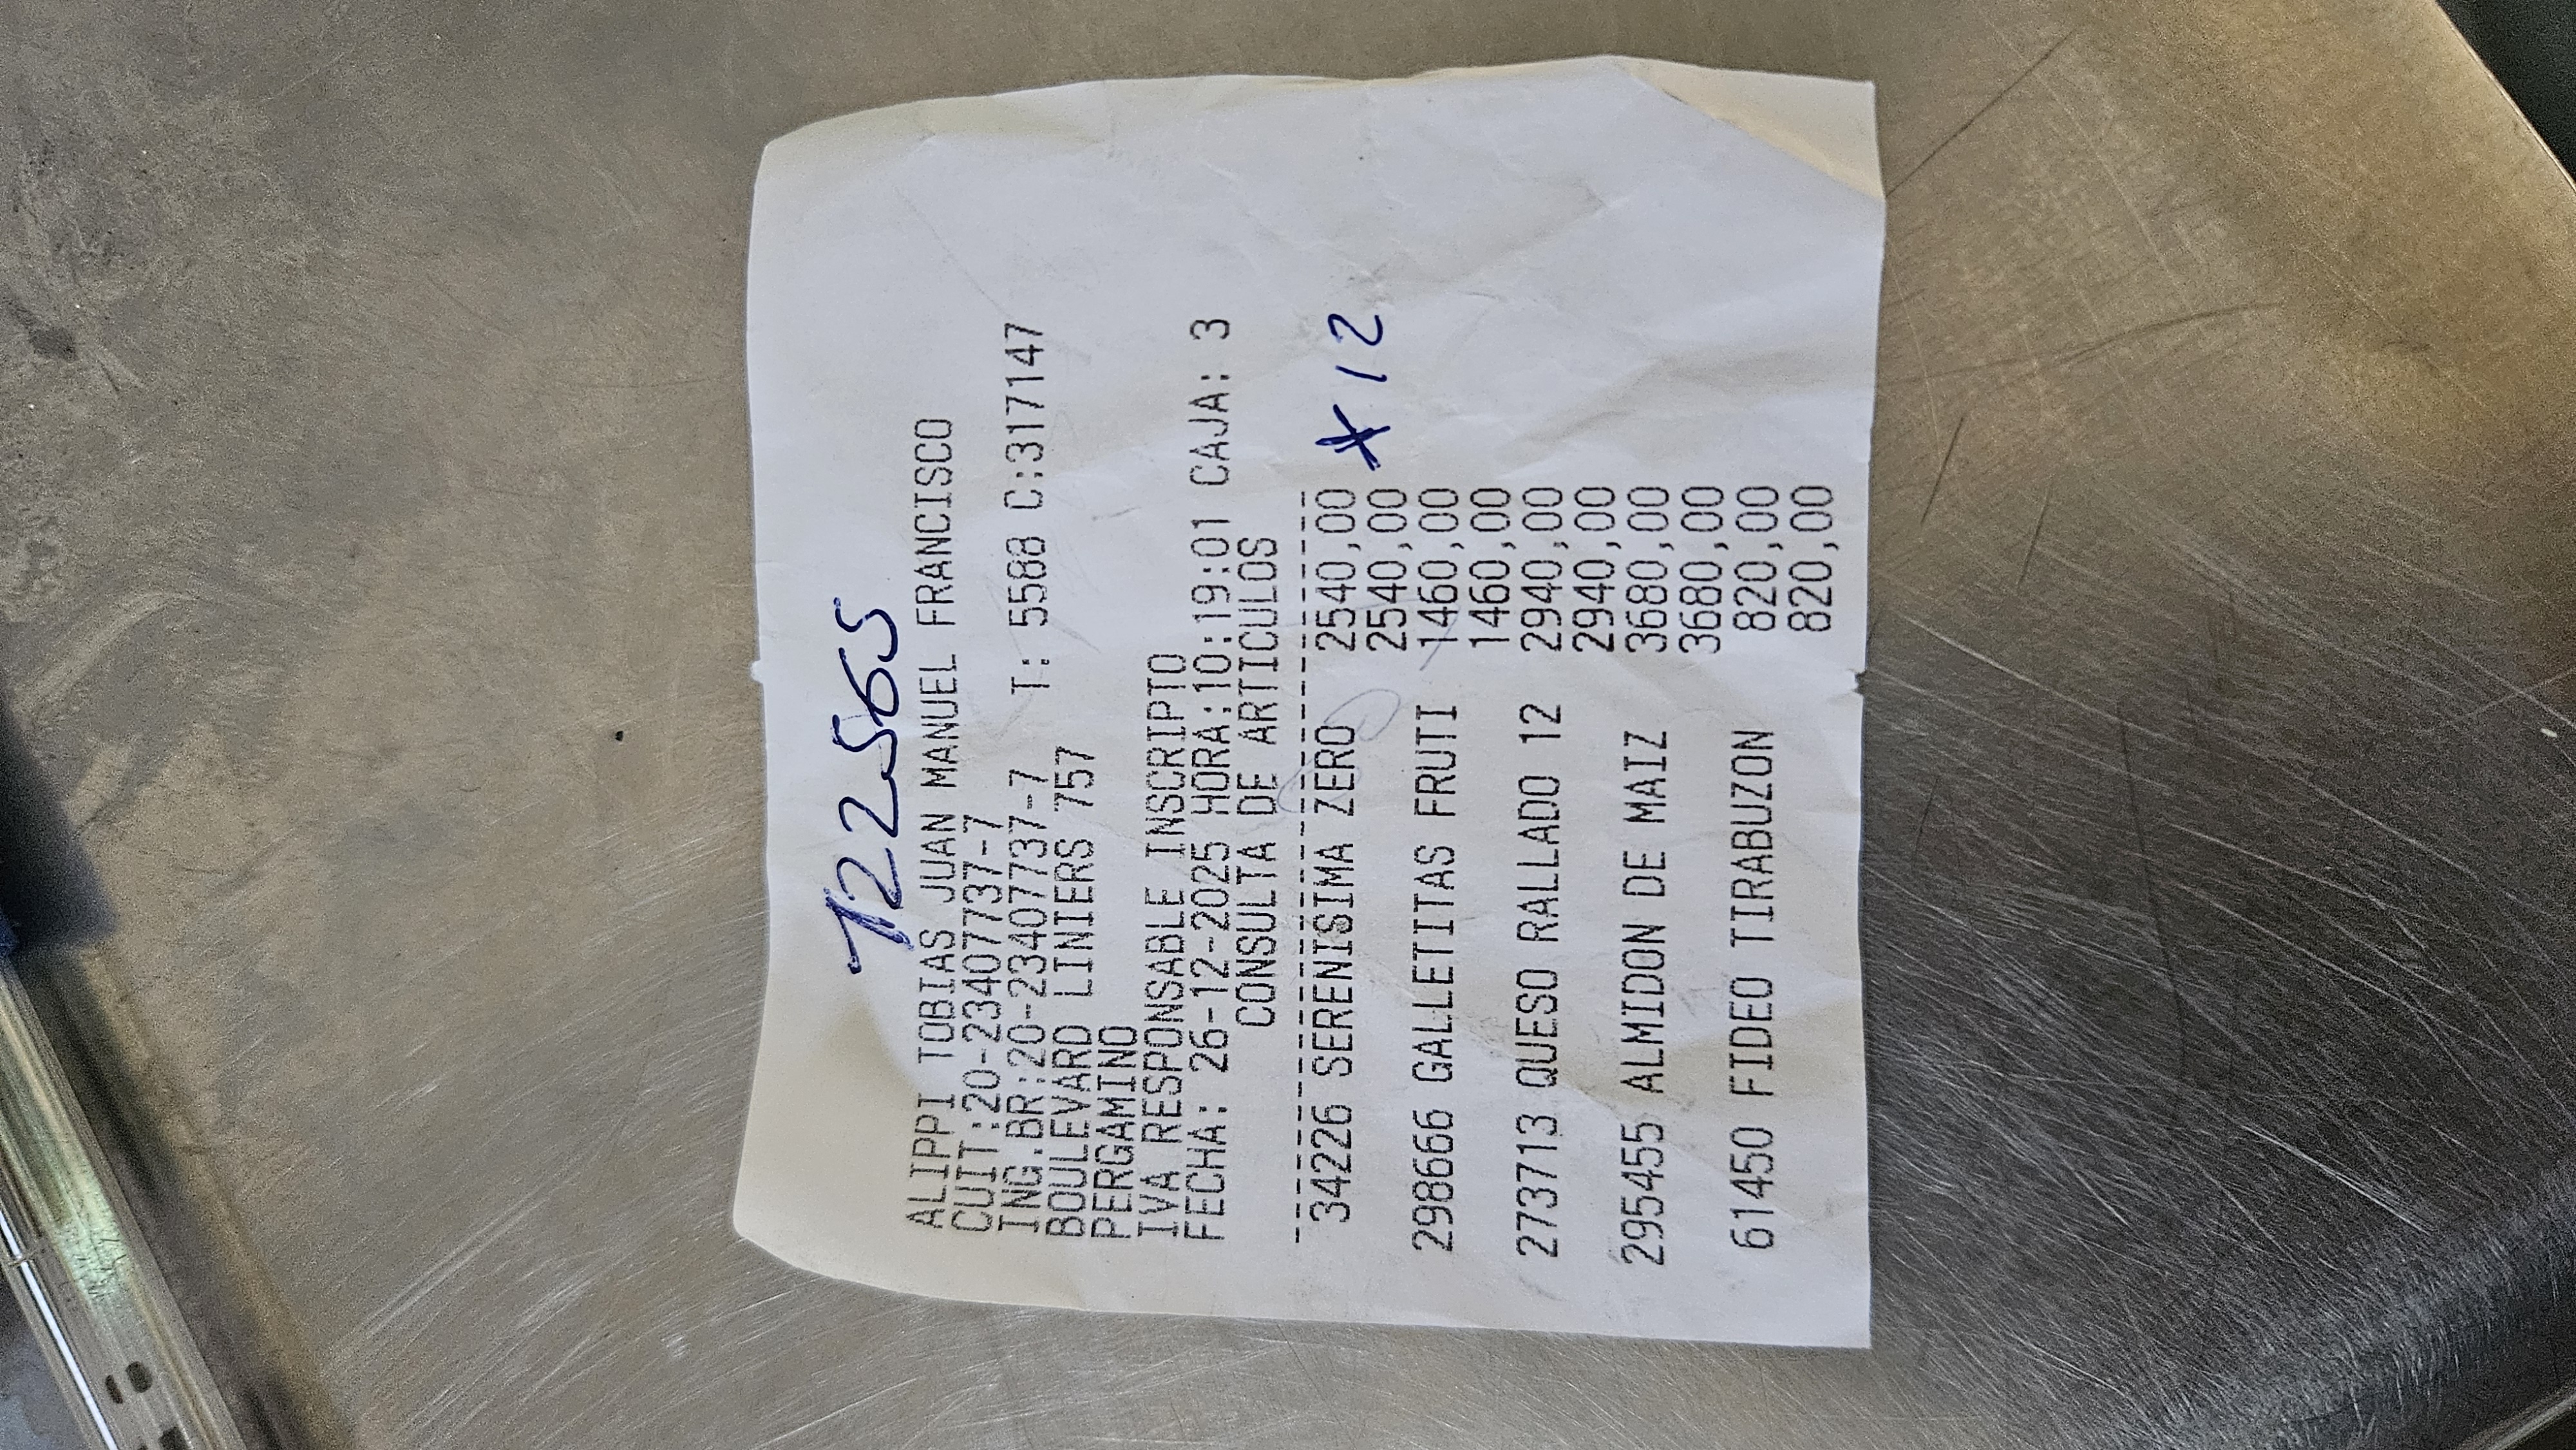 722565
ALIPPI TOBIAS JUAN MANUEL FRANCISCO
CUIT:20-23407737-7
ING.BR:20-23407737-7 T: 5588 C:317147
BOULEVARD LINIERS 757
PERGAMINO
IVA RESPONSABLE INSCRIPTO
FECHA: 26-12-2025 HORA:10:19:01 CAJA: 3
CONSULTA DE ARTICULOS
34226 SERENISIMA ZERO 2540,00 * 12
2540,00
298666 GALLETITAS FRUTI 1460,00
1460,00
273713 QUESO RALLADO 12 2940,00
2940,00
295455 ALMIDON DE MAIZ 3680,00
3680,00
61450 FIDEO TIRABUZON 820,00
820,00